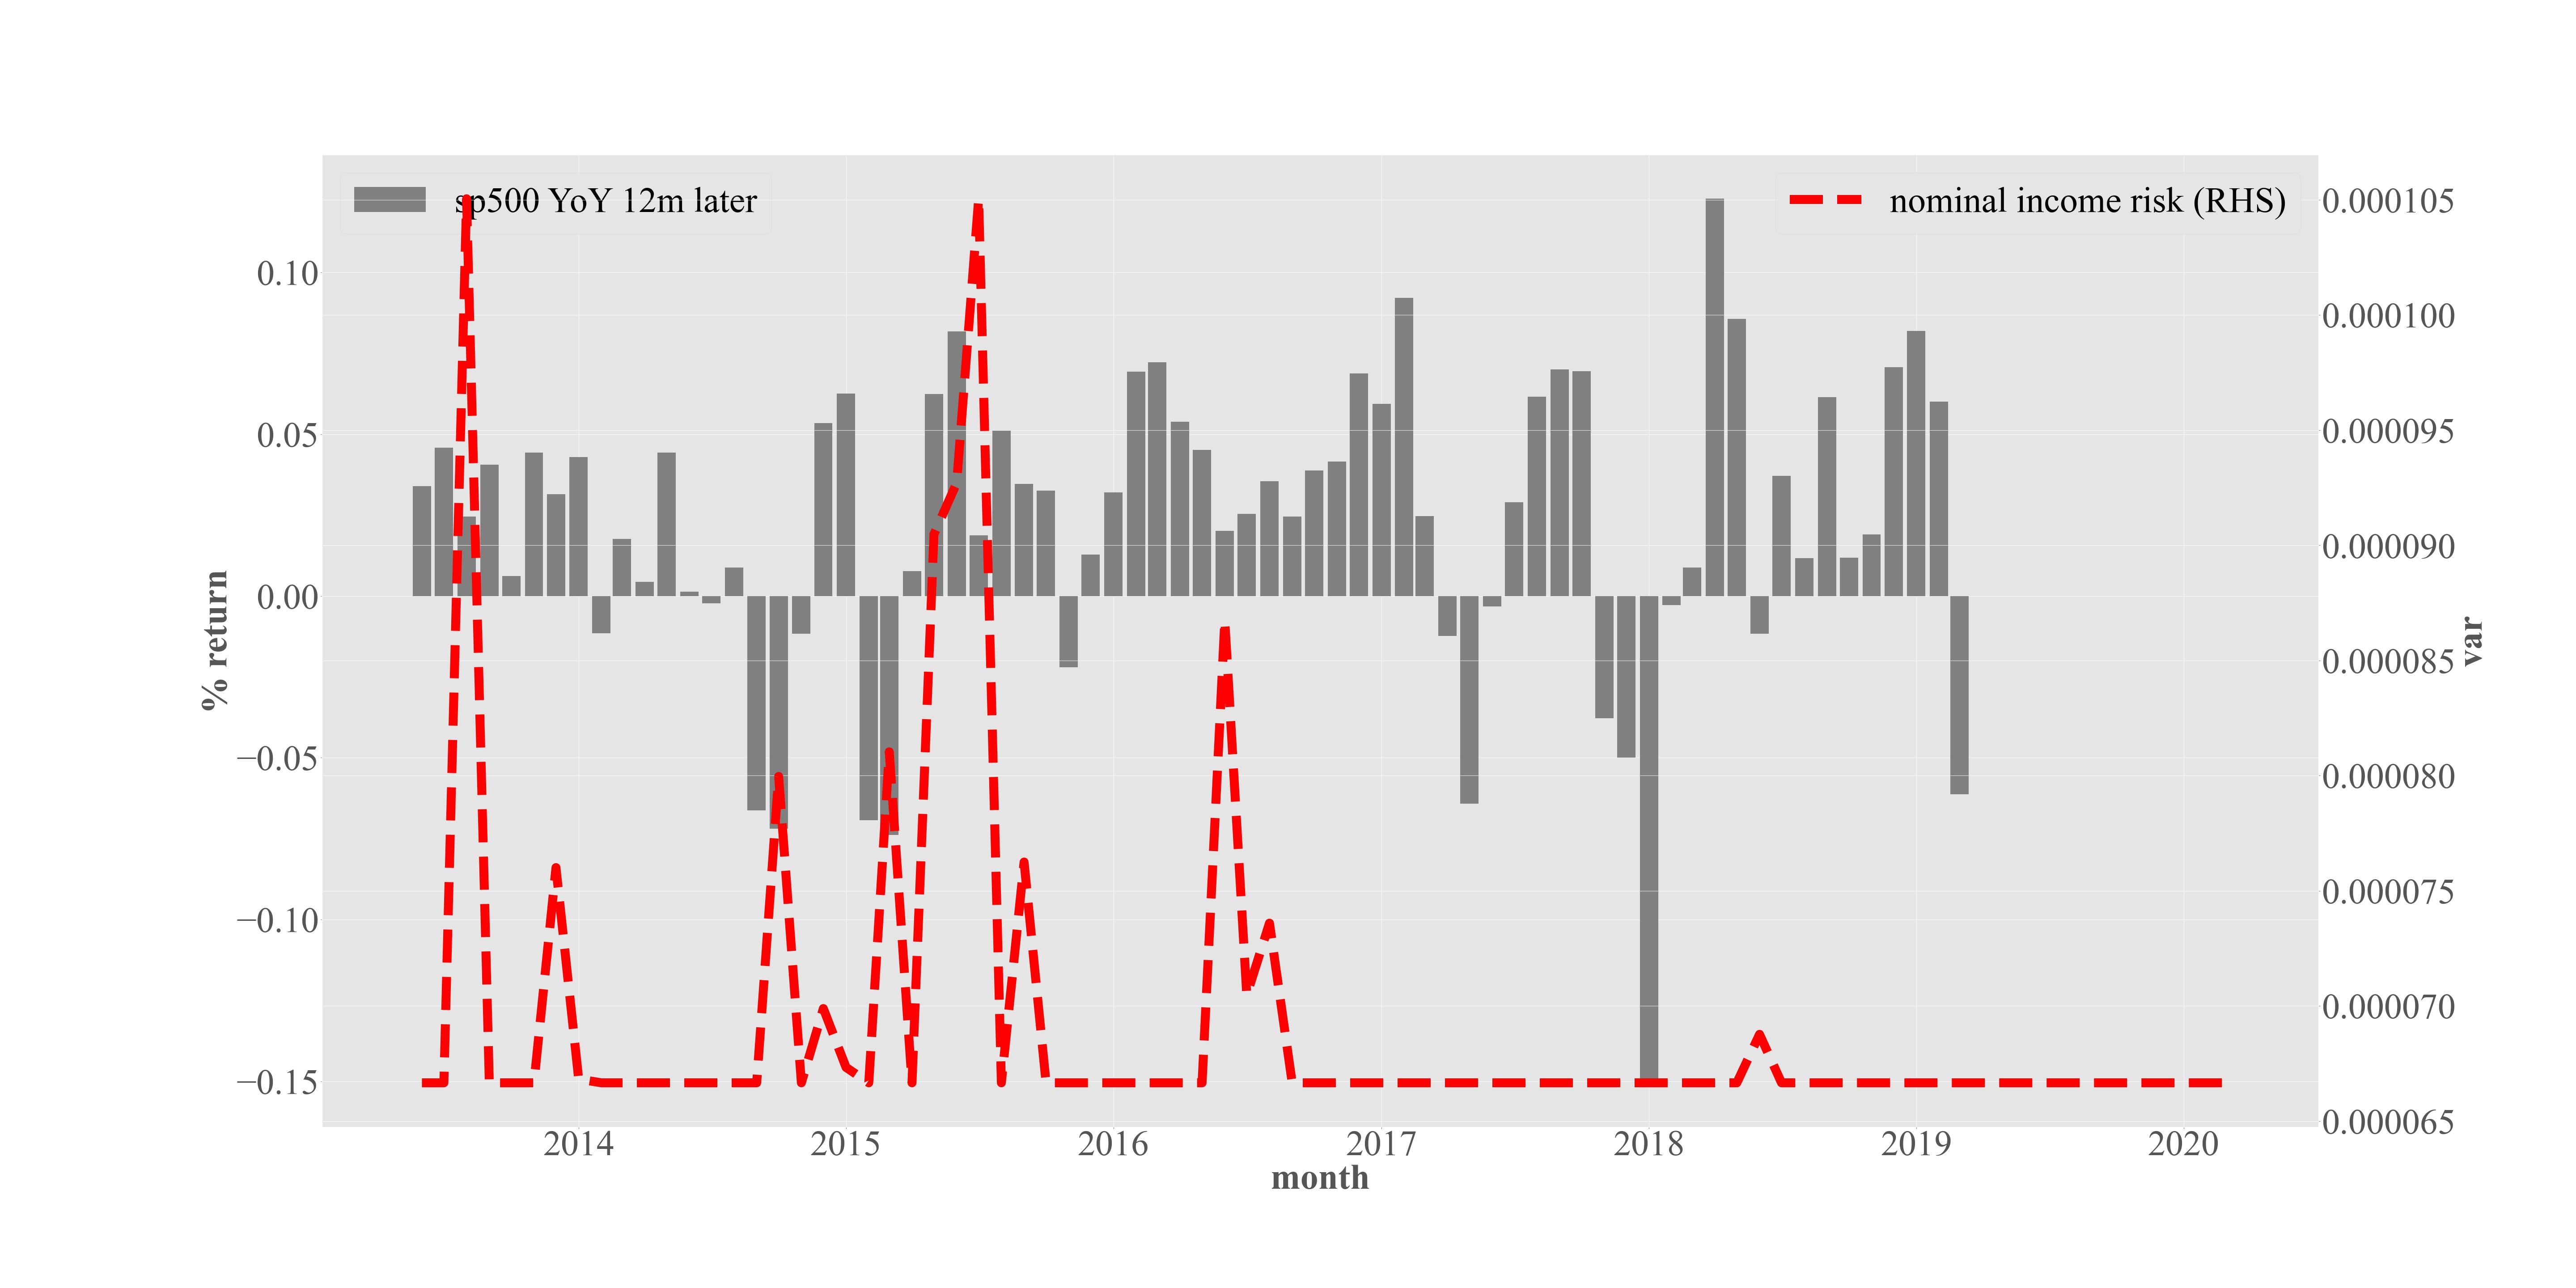 sp500 YoY 12m later
nominal income risk (RHS)
% return
0.10
0.05
0.00
−0.05
−0.10
−0.15
0.000105
0.000100
0.000095
0.000090
0.000085
0.000080
0.000075
0.000070
0.000065
var
2014 2015 2016 2017 2018 2019 2020
month